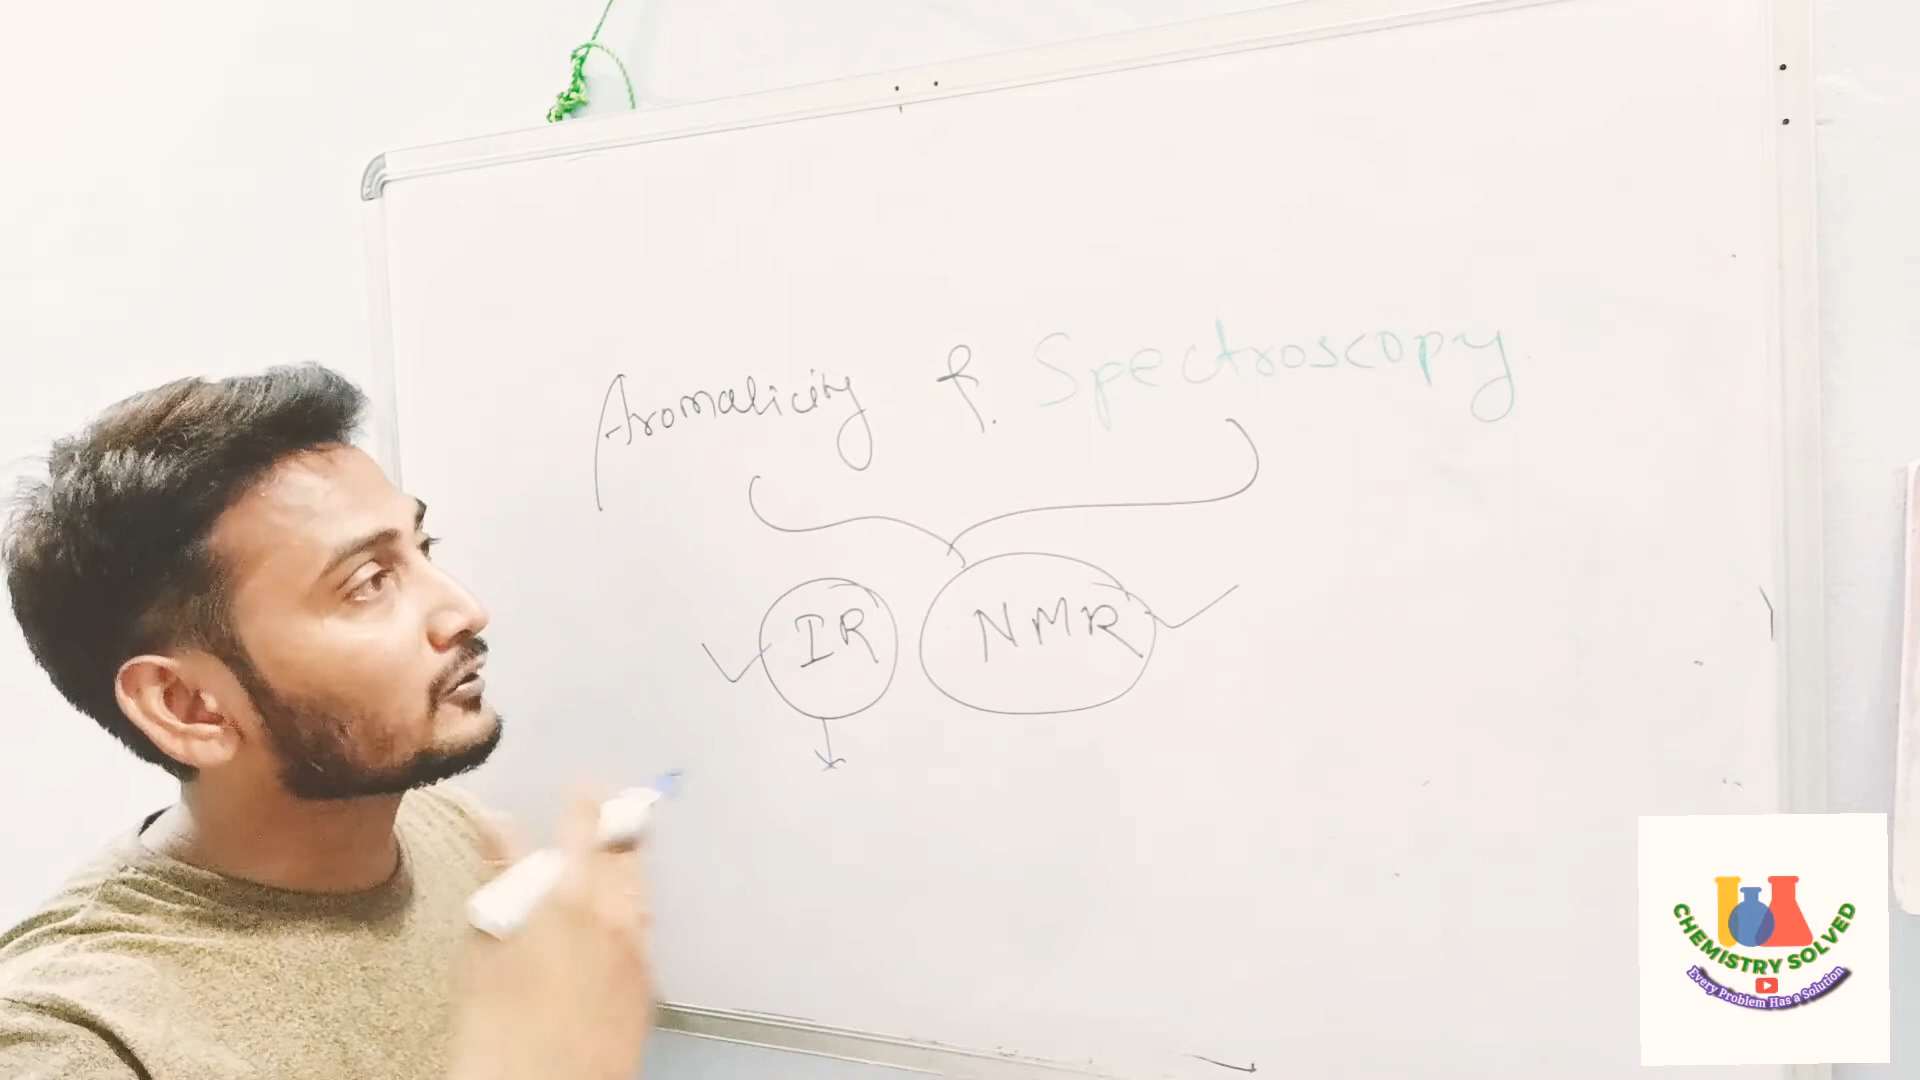 Aromaticity & Spectroscopy
IR NMR
CHEMISTRY SOLVED
Every Problem Has a Solution